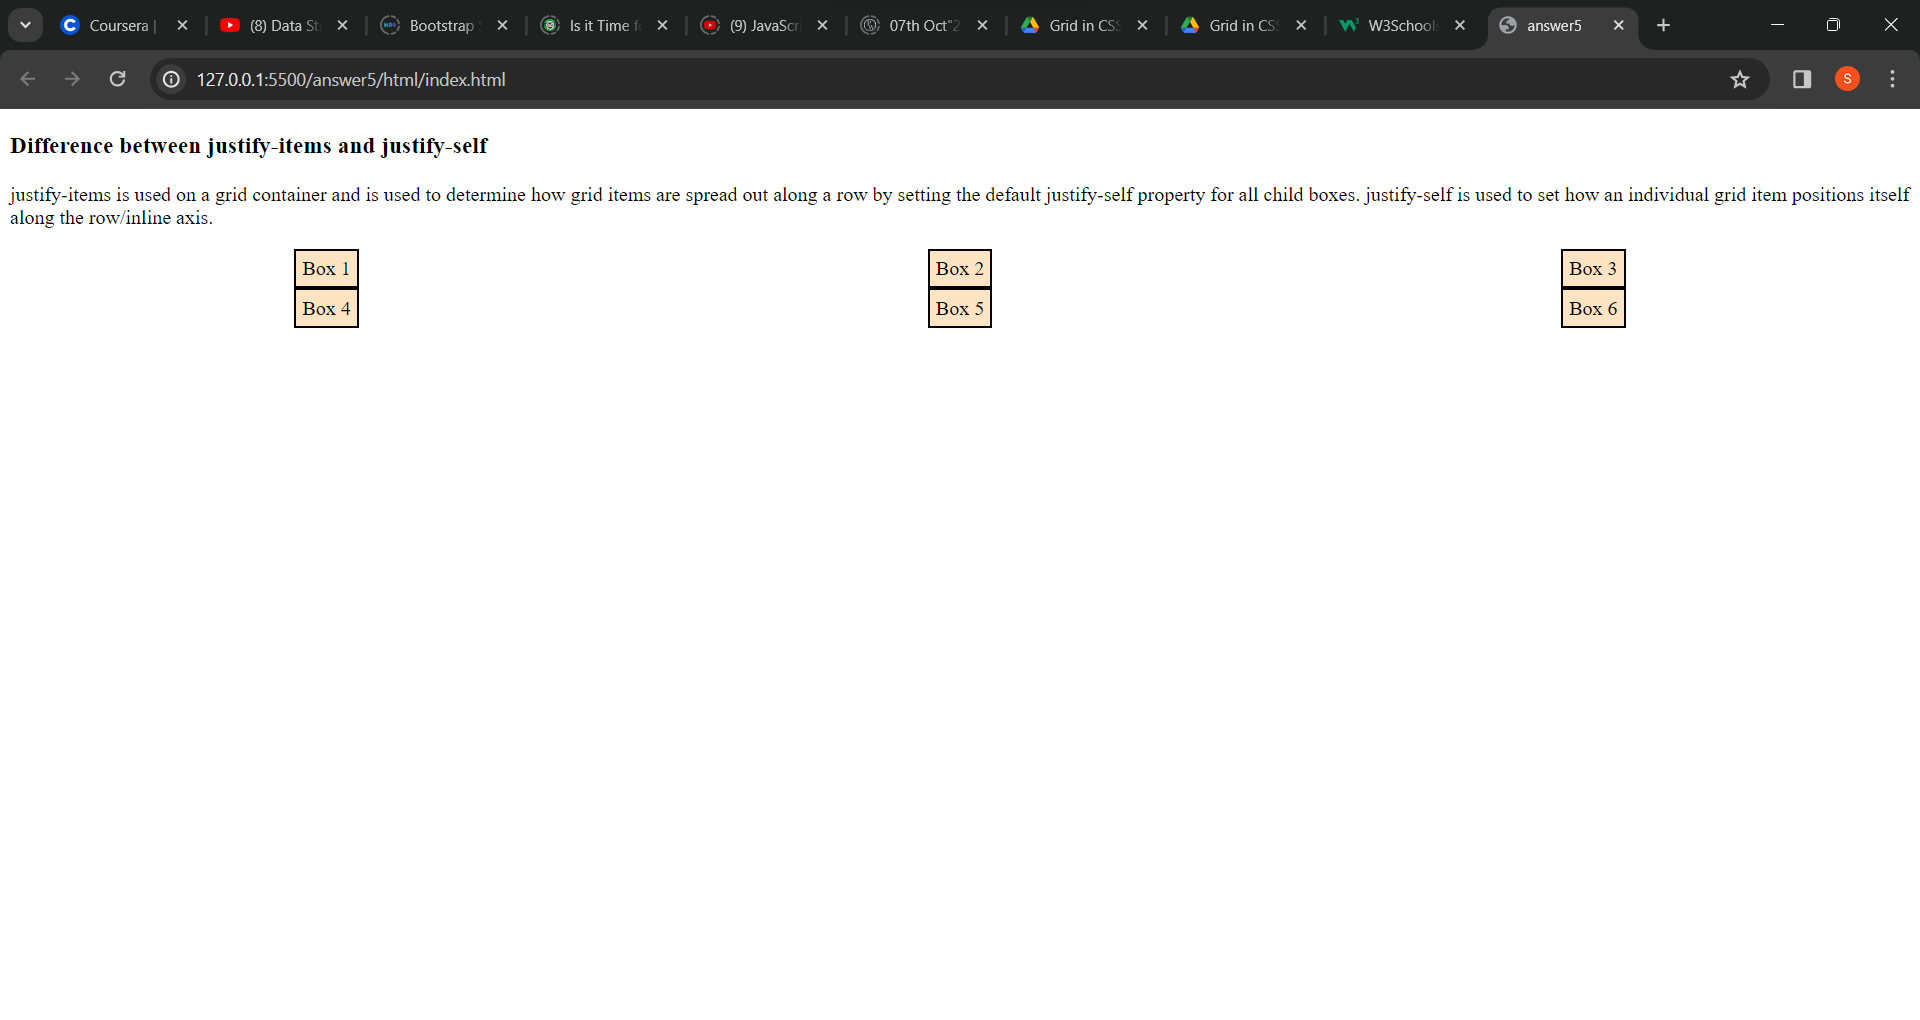 Coursera |
(8) Data St
Bootstrap
Is it Time f
(9) JavaScri
07th Oct"2
Grid in CSS
Grid in CSS
W3School
answer5
127.0.0.1:5500/answer5/html/index.html
S
Difference between justify-items and justify-self
justify-items is used on a grid container and is used to determine how grid items are spread out along a row by setting the default justify-self property for all child boxes. justify-self is used to set how an individual grid item positions itself
along the row/inline axis.
Box 1 Box 2 Box 3
Box 4 Box 5 Box 6